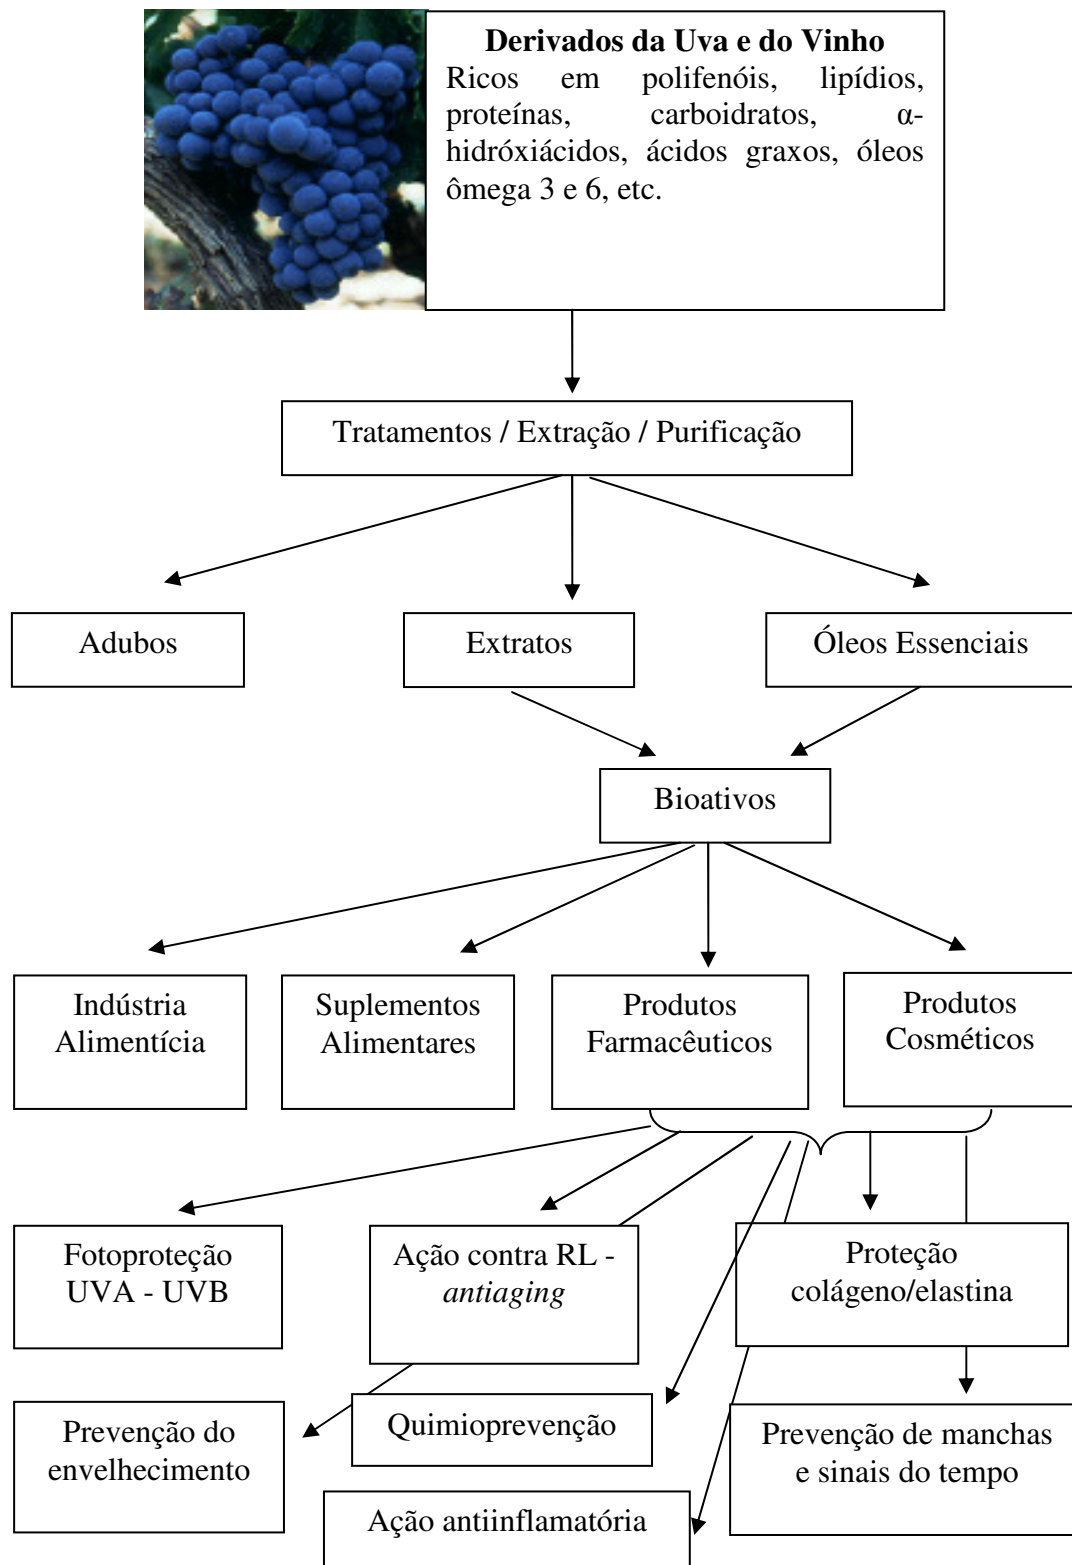 Derivados da Uva e do Vinho
Ricos em polifenóis, lipídios,
proteínas, carboidratos, α-
hidróxiácidos, ácidos graxos, óleos
ômega 3 e 6, etc.
Tratamentos / Extração / Purificação
Adubos
Extratos
Óleos Essenciais
Bioativos
Indústria
Alimentícia
Suplementos
Alimentares
Produtos
Farmacêuticos
Produtos
Cosméticos
Fotoproteção
UVA - UVB
Ação contra RL -
antiaging
Proteção
colágeno/elastina
Prevenção do
envelhecimento
Quimioprevenção
Prevenção de manchas
e sinais do tempo
Ação antiinflamatória